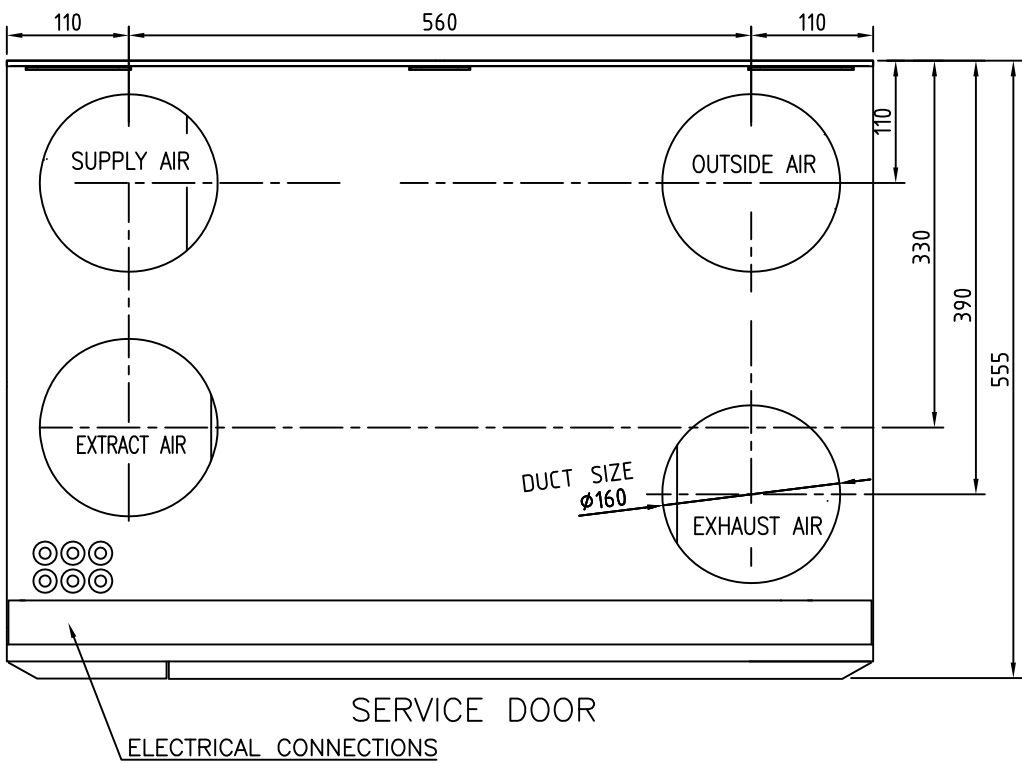 110
560
110
110
SUPPLY AIR
OUTSIDE AIR
330
390
555
EXTRACT AIR
DUCT SIZE
Ø160
EXHAUST AIR
SERVICE DOOR
ELECTRICAL CONNECTIONS